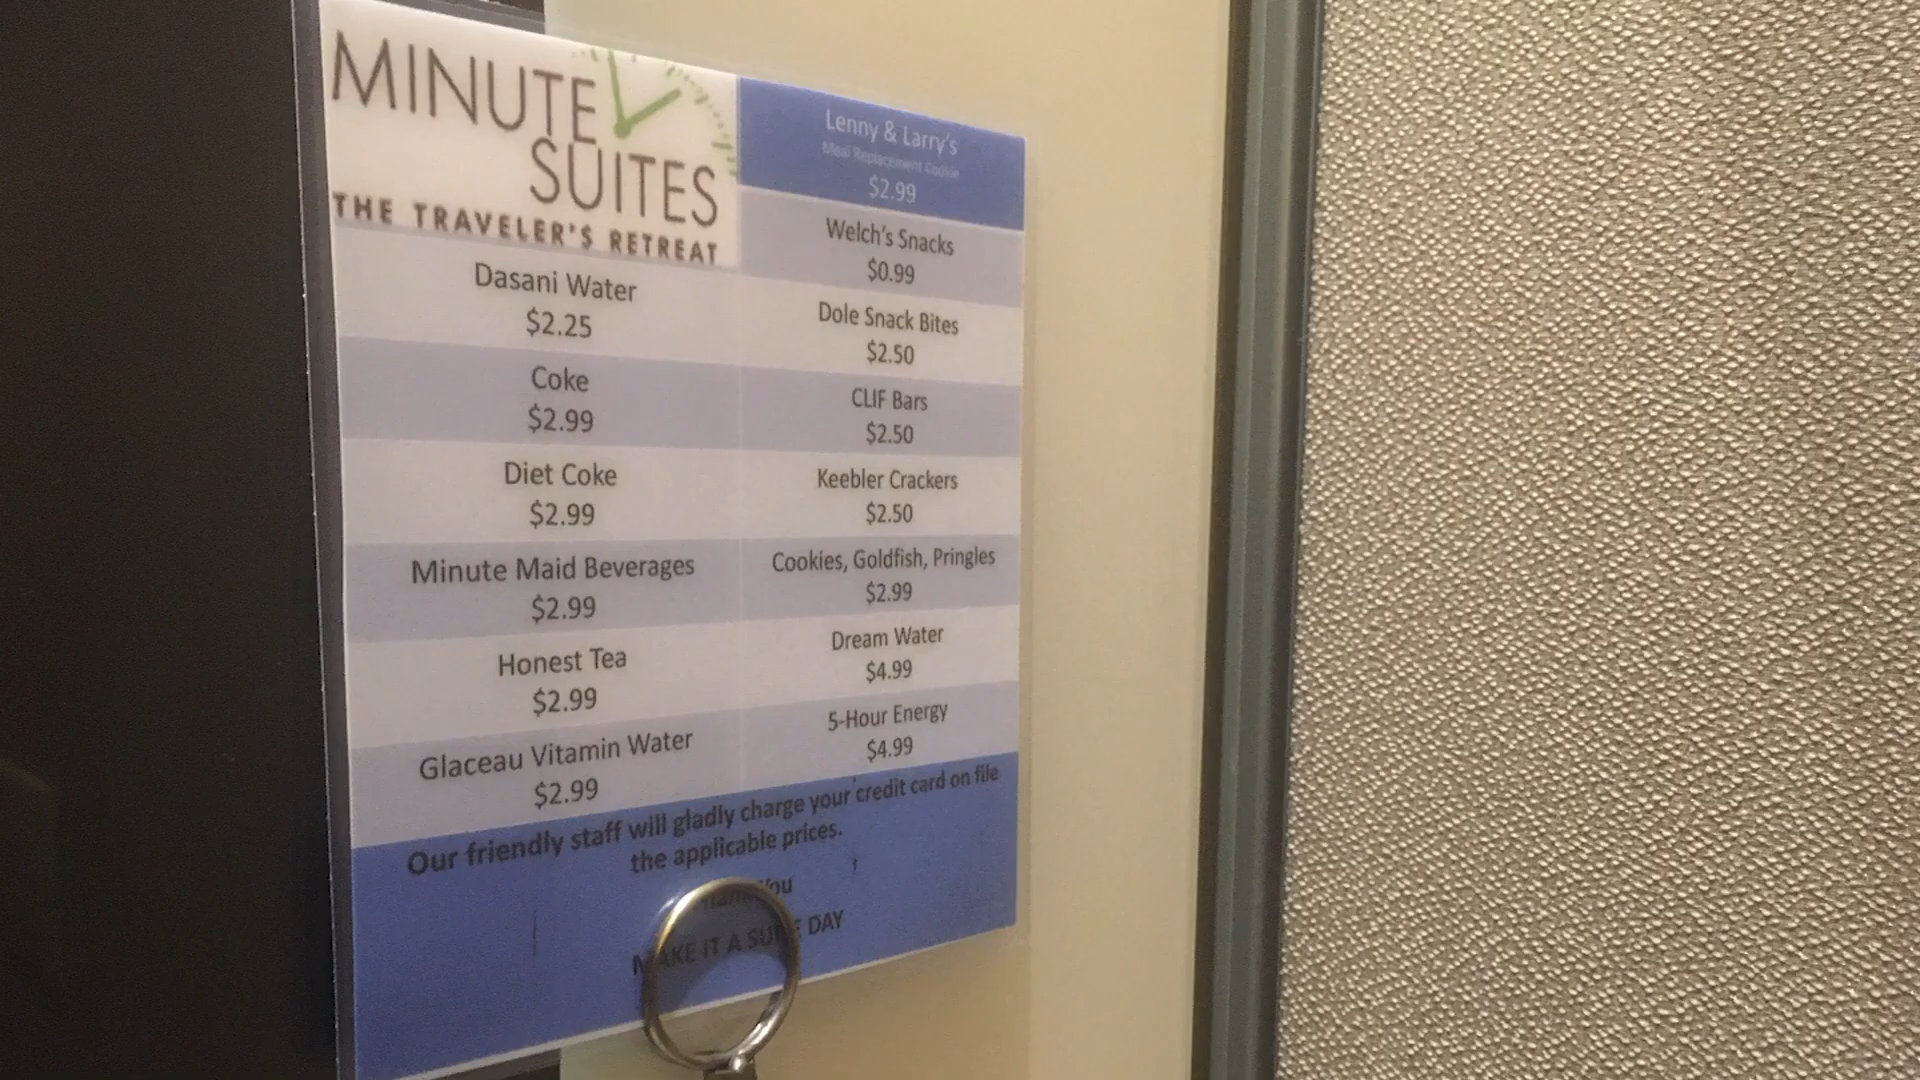 MINUTE
SUITES
THE TRAVELER'S RETREAT
Dasani Water
$2.25
Coke
$2.99
Diet Coke
$2.99
Minute Maid Beverages
$2.99
Honest Tea
$2.99
Glaceau Vitamin Water
$2.99
Lenny & Larry's
Meal Replacement Cookie
$2.99
Welch's Snacks
$0.99
Dole Snack Bites
$2.50
CLIF Bars
$2.50
Keebler Crackers
$2.50
Cookies, Goldfish, Pringles
$2.99
Dream Water
$4.99
5-Hour Energy
$4.99
Our friendly staff will gladly charge your credit card on file
the applicable prices.
Thank You
MAKE IT A SUITE DAY